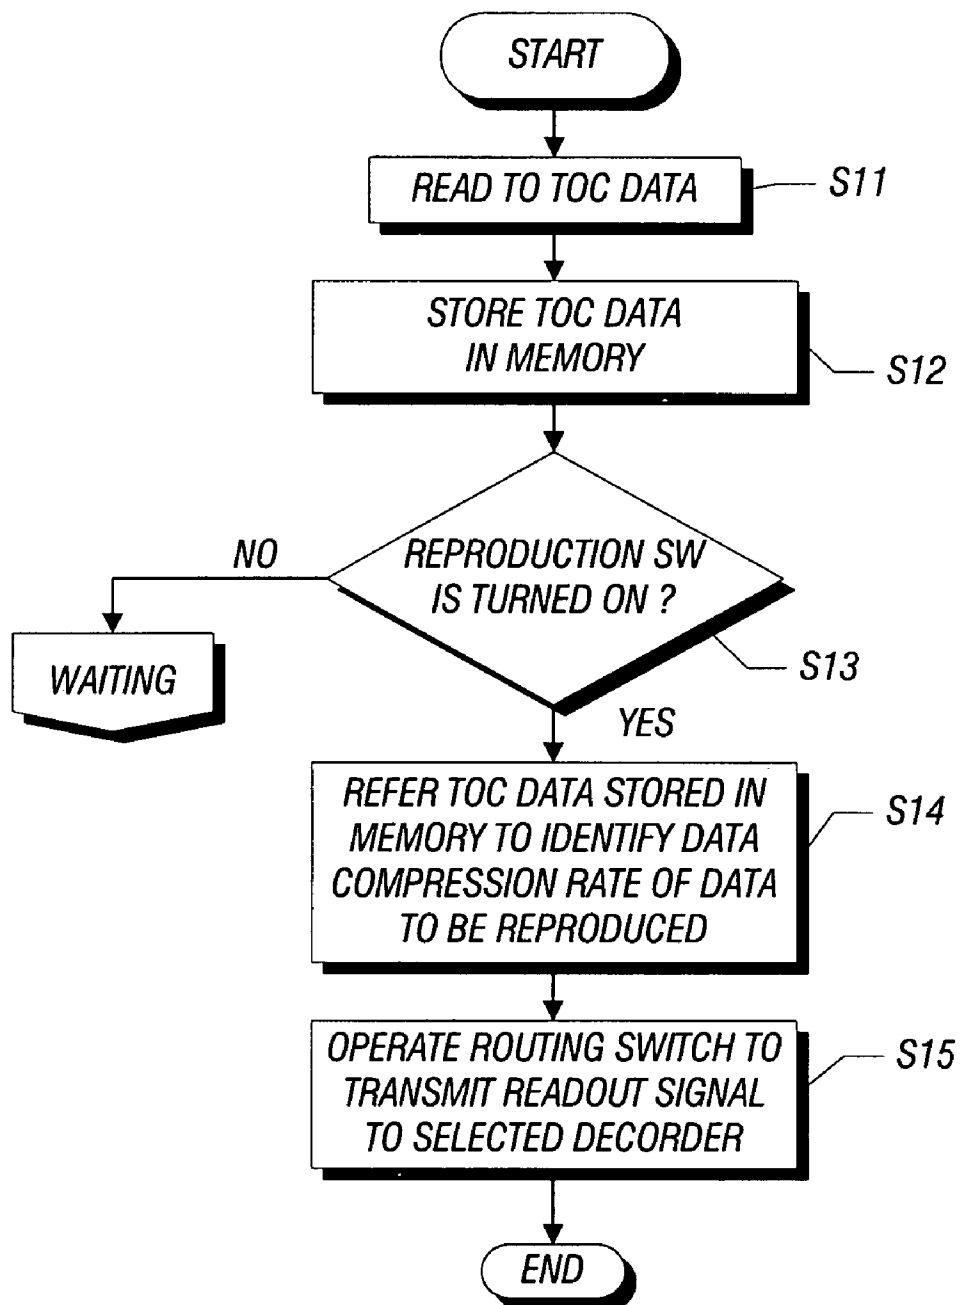 START
READ TO TOC DATA
S11
STORE TOC DATA
IN MEMORY
S12
REPRODUCTION SW
IS TURNED ON ?
NO
S13
WAITING
YES
REFER TOC DATA STORED IN
MEMORY TO IDENTIFY DATA
COMPRESSION RATE OF DATA
TO BE REPRODUCED
S14
OPERATE ROUTING SWITCH TO
TRANSMIT READOUT SIGNAL
TO SELECTED DECORDER
S15
END